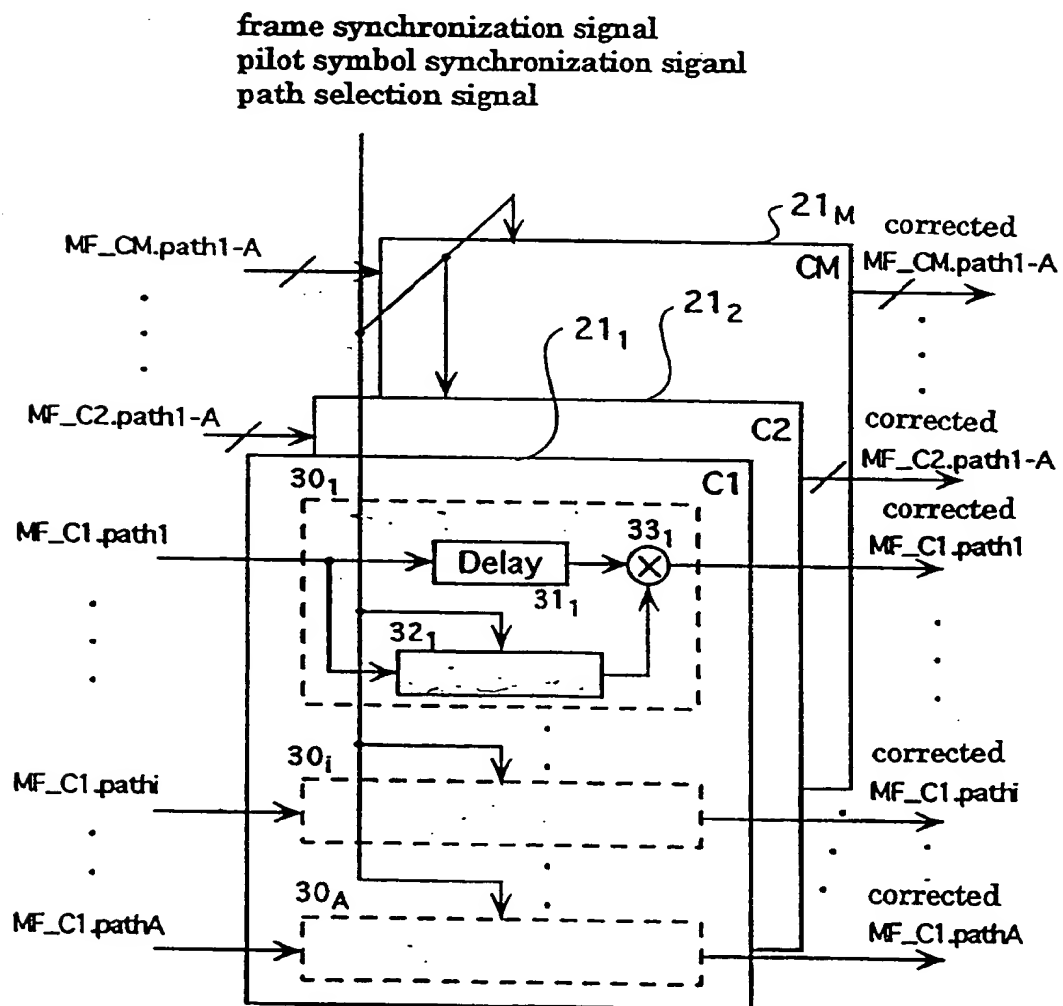 frame synchronization signal
pilot symbol synchronization siganl
path selection signal
21M
corrected
MF_CM.path1-A
CM
MF_CM.path1-A
212
211
MF_C2.path1-A
C2
corrected
MF_C2.path1-A
C1
301
corrected
MF_C1.path1
331
MF_C1.path1
Delay
311
321
30i
corrected
MF_C1.pathi
MF_C1.pathi
30A
corrected
MF_C1.pathA
MF_C1.pathA